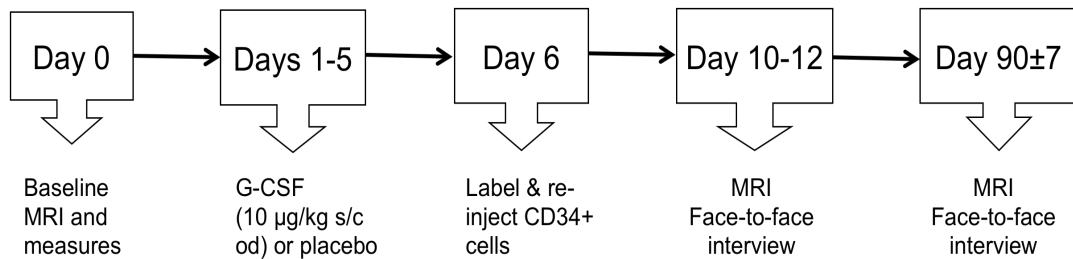 Day 0
Days 1-5
Day 6
Day 10-12
Day 90±7
Baseline
MRI and
measures
G-CSF
(10 µg/kg s/c
od) or placebo
Label & re-
inject CD34+
cells
MRI
Face-to-face
interview
MRI
Face-to-face
interview